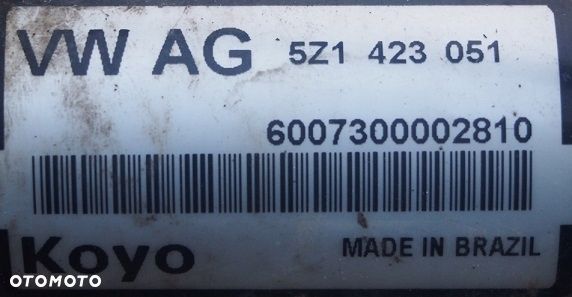 VW AG 5Z1 423 051
6007300002810
Koyo MADE IN BRAZIL
OTOMOTO